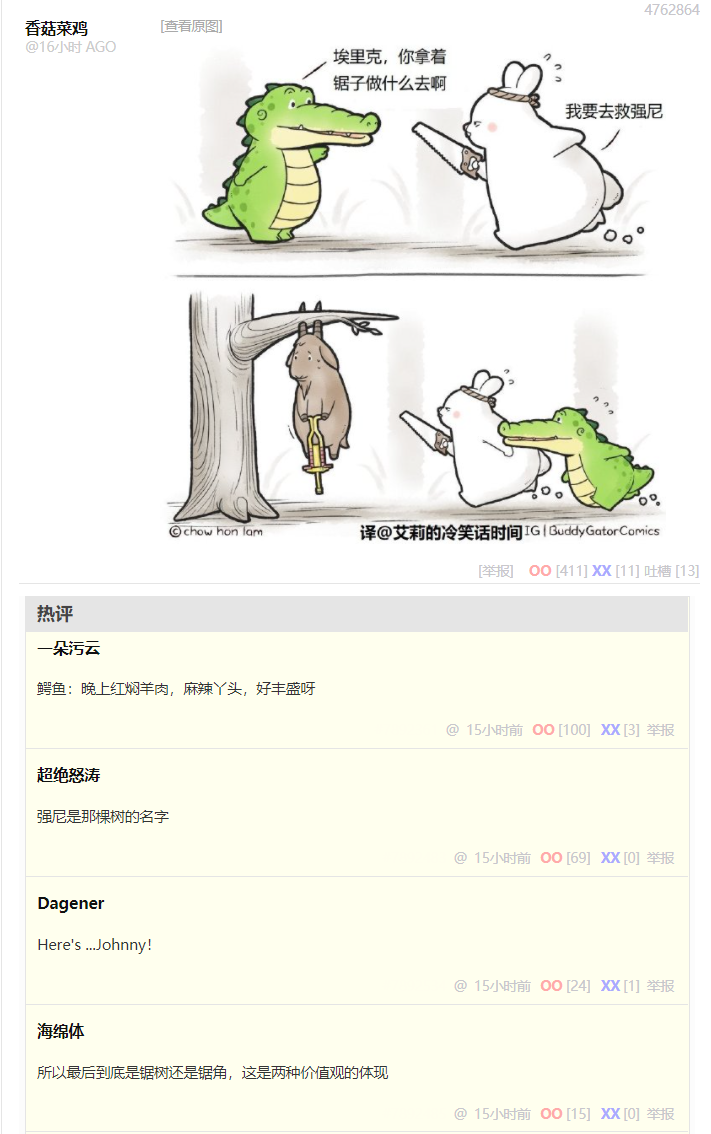 4762864
香菇菜鸡
[查看原图]
@16小时 AGO
埃里克，你拿着
锯子做什么去啊
我要去救强尼
© chow hon lam
译@艾莉的冷笑话时间
IG | BuddyGatorComics
[举报] OO [411] XX [11] 吐槽 [13]
热评
一朵污云
鳄鱼：晚上红焖羊肉，麻辣丫头，好丰盛呀
@ 15小时前 OO [100] XX [3] 举报
超绝怒涛
强尼是那棵树的名字
@ 15小时前 OO [69] XX [0] 举报
Dagener
Here's ...Johnny！
@ 15小时前 OO [24] XX [1] 举报
海绵体
所以最后到底是锯树还是锯角，这是两种价值观的体现
@ 15小时前 OO [15] XX [0] 举报